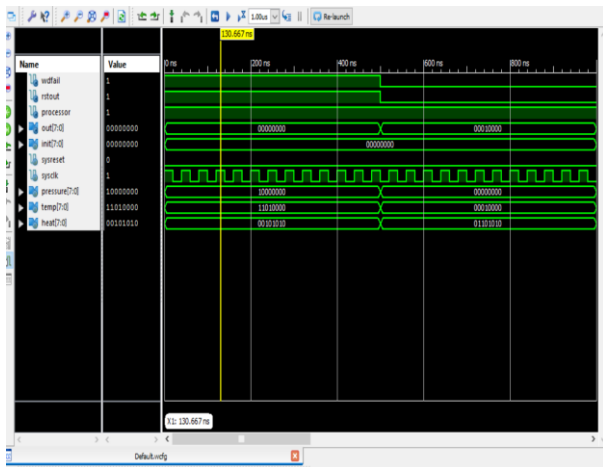 1.00us
Re-launch
130.667 ns
Name Value
0 ns 200 ns 400 ns 600 ns 800 ns
wdfail 1
rstout 1
processor 1
out[7:0] 00000000 00000000 00010000
init[7:0] 00000000 00000000
sysreset 0
sysclk 1
pressure[7:0] 10000000 10000000 00000000
temp[7:0] 11010000 11010000 00010000
heat[7:0] 00101010 00101010 01101010
X1: 130.667 ns
Default.wcfg